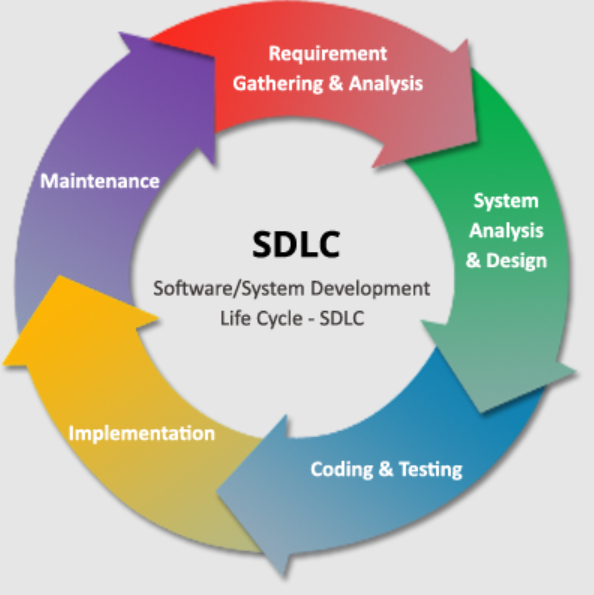 Requirement
Gathering & Analysis
System
Analysis
& Design
Coding & Testing
Implementation
Maintenance
SDLC
Software/System Development
Life Cycle - SDLC